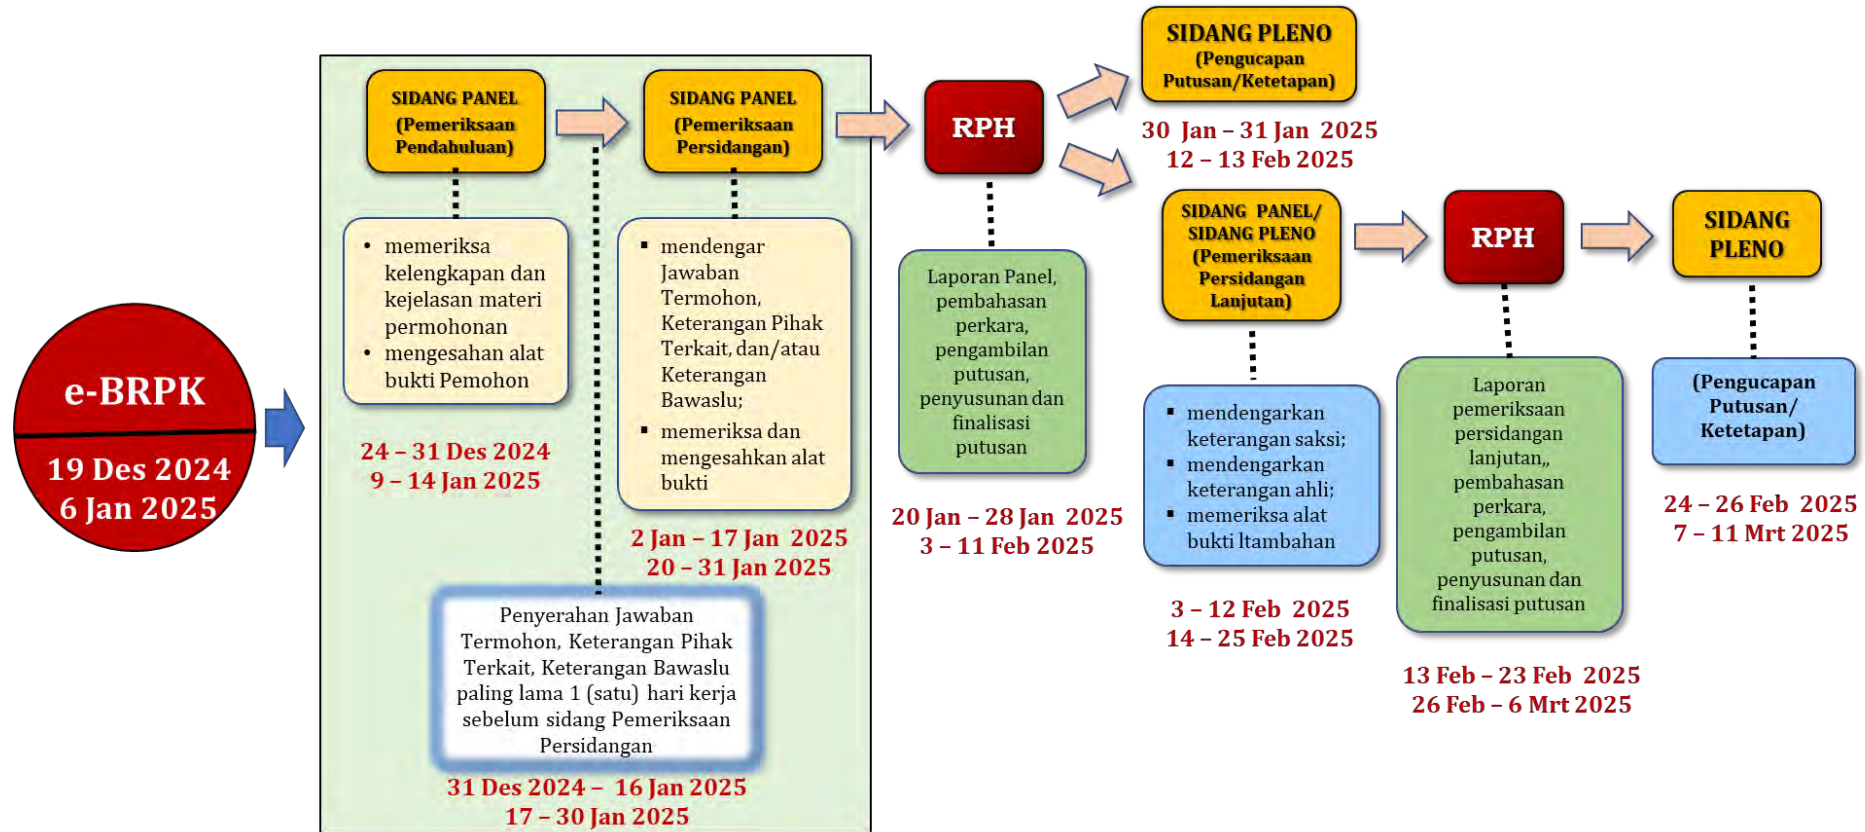 e-BRPK
19 Des 2024
6 Jan 2025
SIDANG PANEL
(Pemeriksaan
Pendahuluan)
• memeriksa
kelengkapan dan
kejelasan materi
permohonan
• mengesahan alat
bukti Pemohon
24 – 31 Des 2024
9 – 14 Jan 2025
SIDANG PANEL
(Pemeriksaan
Persidangan)
▪ mendengar
Jawaban
Termohon,
Keterangan Pihak
Terkait, dan/atau
Keterangan
Bawaslu;
▪ memeriksa dan
mengesahkan alat
bukti
2 Jan – 17 Jan 2025
20 – 31 Jan 2025
Penyerahan Jawaban
Termohon, Keterangan Pihak
Terkait, Keterangan Bawaslu
paling lama 1 (satu) hari kerja
sebelum sidang Pemeriksaan
Persidangan
31 Des 2024 – 16 Jan 2025
17 – 30 Jan 2025
RPH
Laporan Panel,
pembahasan
perkara,
pengambilan
putusan,
penyusunan dan
finalisasi
putusan
20 Jan – 28 Jan 2025
3 – 11 Feb 2025
SIDANG PLENO
(Pengucapan
Putusan/Ketetapan)
30 Jan – 31 Jan 2025
12 – 13 Feb 2025
SIDANG PANEL/
SIDANG PLENO
(Pemeriksaan
Persidangan
Lanjutan)
▪ mendengarkan
keterangan saksi;
▪ mendengarkan
keterangan ahli;
▪ memeriksa alat
bukti ltambahan
3 – 12 Feb 2025
14 – 25 Feb 2025
RPH
Laporan
pemeriksaan
persidangan
lanjutan,,
pembahasan
perkara,
pengambilan
putusan,
penyusunan dan
finalisasi putusan
13 Feb – 23 Feb 2025
26 Feb – 6 Mrt 2025
SIDANG
PLENO
(Pengucapan
Putusan/
Ketetapan)
24 – 26 Feb 2025
7 – 11 Mrt 2025